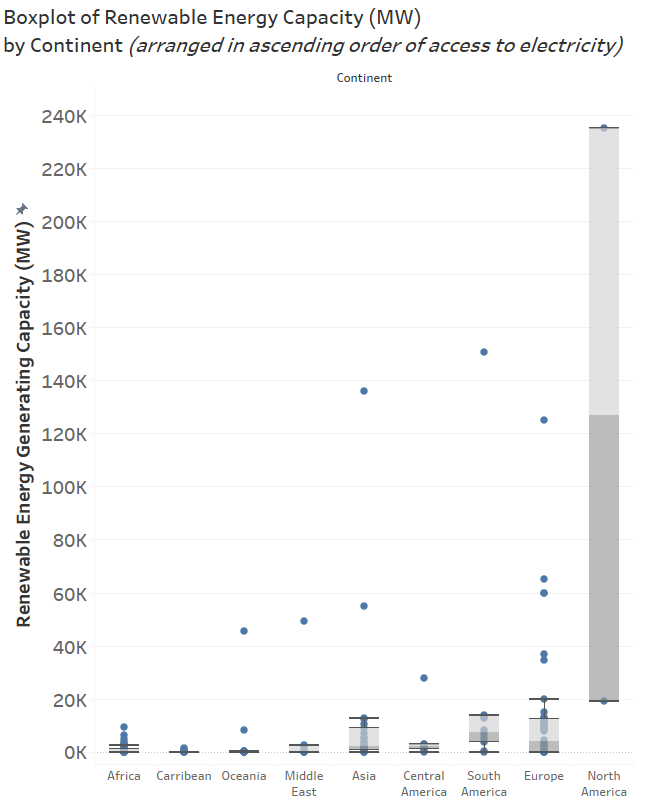 Boxplot of Renewable Energy Capacity (MW)
by Continent (arranged in ascending order of access to electricity)
Continent
Renewable Energy Generating Capacity (MW)
240K
220K
200K
180K
160K
140K
120K
100K
80K
60K
40K
20K
0K
Africa
Carribean
Oceania
Middle
East
Asia
Central
America
South
America
Europe
North
America